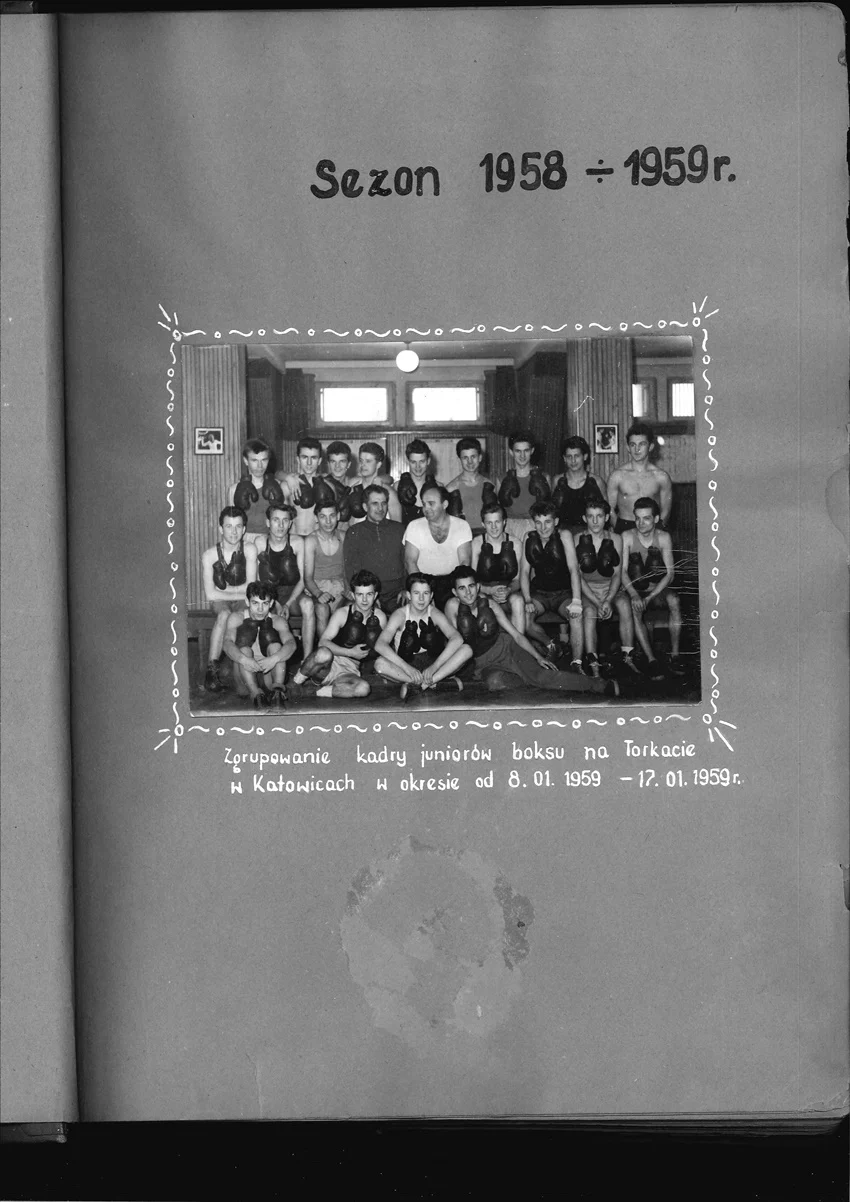 Sezon 1958 ÷ 1959 r.
Zgrupowanie kadry juniorów boksu na Torkacie
w Katowicach w okresie od 8.01. 1959 – 17.01.1959 r.